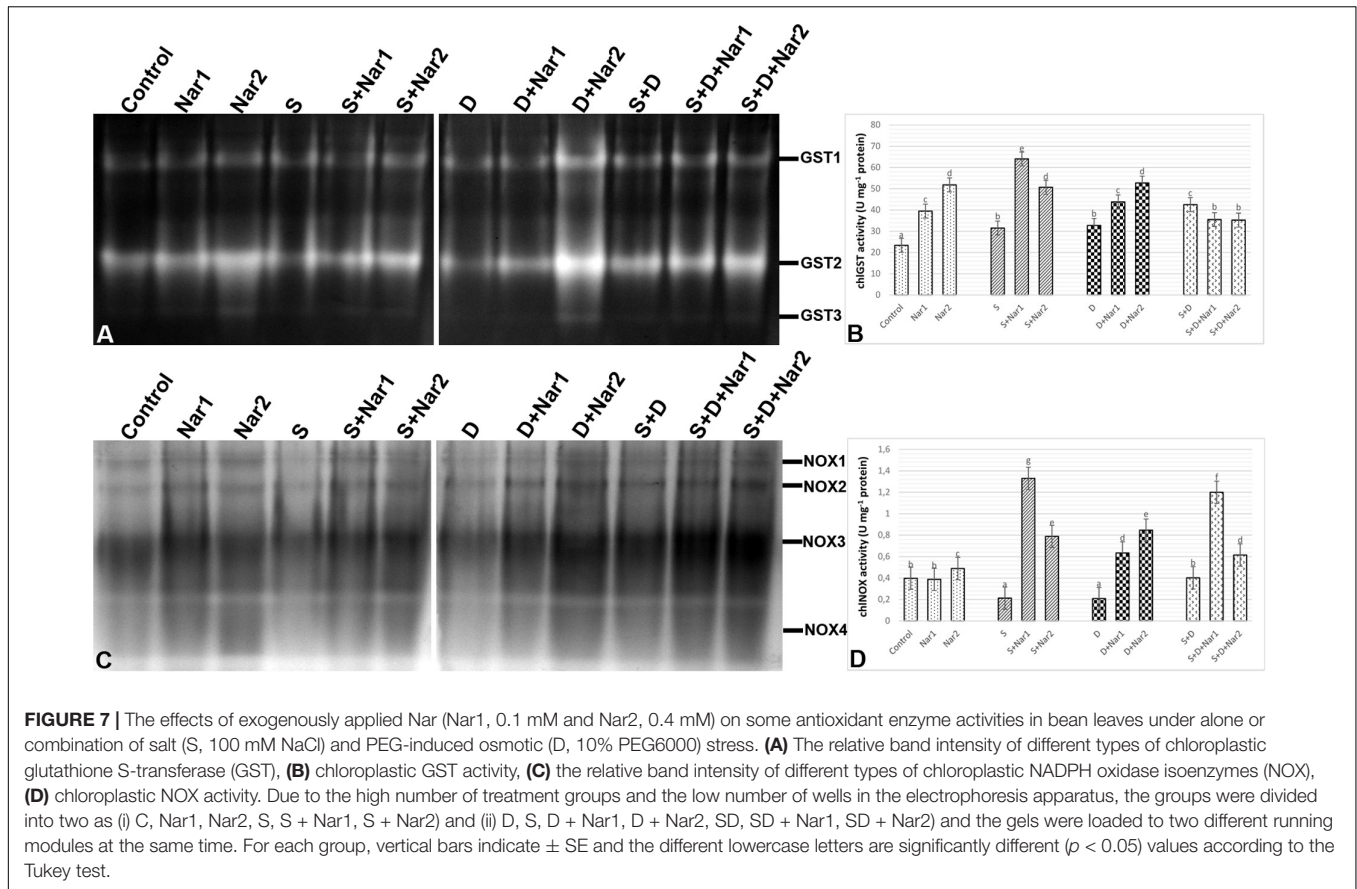 Control Nar1 Nar2 S S+Nar1 S+Nar2 D D+Nar1 D+Nar2 S+D S+D+Nar1 S+D+Nar2
GST1
GST2
GST3
A
chlGST activity (U mg-1 protein)
80
70
60
50
40
30
20
10
0
a c d b e d b c d c b b
Control Nar1 Nar2 S S+Nar1 S+Nar2 D D+Nar1 D+Nar2 S+D S+D+Nar1 S+D+Nar2
B
Control Nar1 Nar2 S S+Nar1 S+Nar2 D D+Nar1 D+Nar2 S+D S+D+Nar1 S+D+Nar2
NOX1
NOX2
NOX3
NOX4
C
chlNOX activity (U mg-1 protein)
1,6
1,4
1,2
1
0,8
0,6
0,4
0,2
0
b b c a g e a d e b f d
Control Nar1 Nar2 S S+Nar1 S+Nar2 D D+Nar1 D+Nar2 S+D S+D+Nar1 S+D+Nar2
D
FIGURE 7 | The effects of exogenously applied Nar (Nar1, 0.1 mM and Nar2, 0.4 mM) on some antioxidant enzyme activities in bean leaves under alone or
combination of salt (S, 100 mM NaCl) and PEG-induced osmotic (D, 10% PEG6000) stress. (A) The relative band intensity of different types of chloroplastic
glutathione S-transferase (GST), (B) chloroplastic GST activity, (C) the relative band intensity of different types of chloroplastic NADPH oxidase isoenzymes (NOX),
(D) chloroplastic NOX activity. Due to the high number of treatment groups and the low number of wells in the electrophoresis apparatus, the groups were divided
into two as (i) C, Nar1, Nar2, S, S + Nar1, S + Nar2) and (ii) D, S, D + Nar1, D + Nar2, SD, SD + Nar1, SD + Nar2) and the gels were loaded to two different running
modules at the same time. For each group, vertical bars indicate ± SE and the different lowercase letters are significantly different (p < 0.05) values according to the
Tukey test.